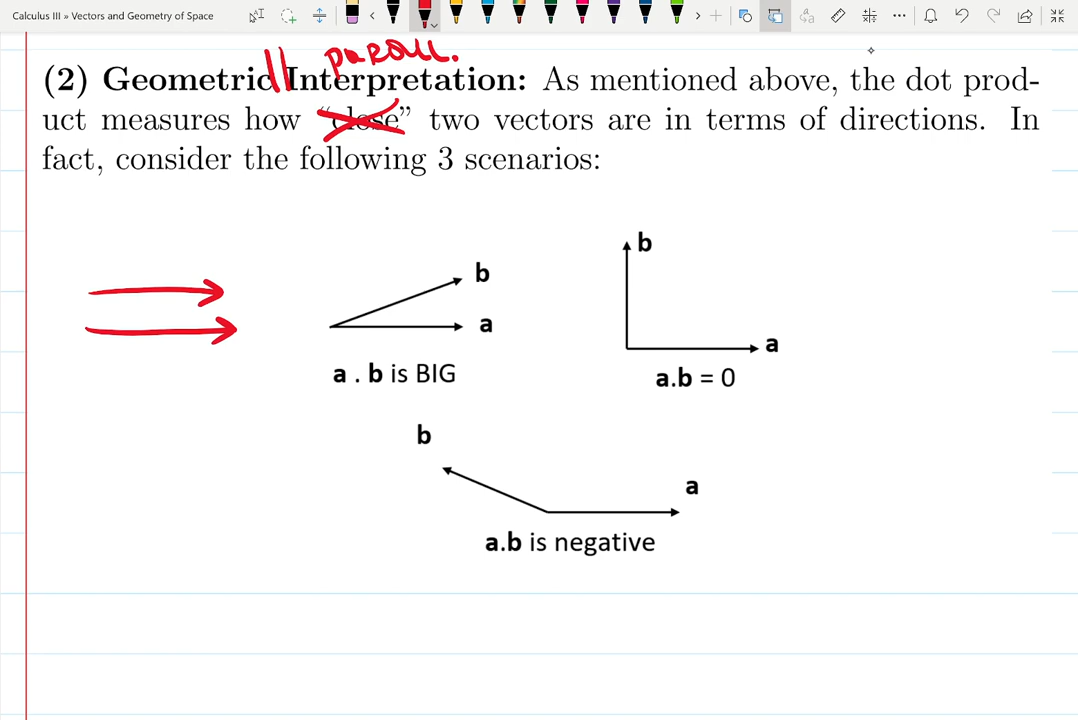 Calculus III » Vectors and Geometry of Space
|| parall.
(2) Geometric Interpretation: As mentioned above, the dot prod-
uct measures how “close” two vectors are in terms of directions. In
fact, consider the following 3 scenarios:
b
a
a . b is BIG
b
a
a.b = 0
b
a
a.b is negative